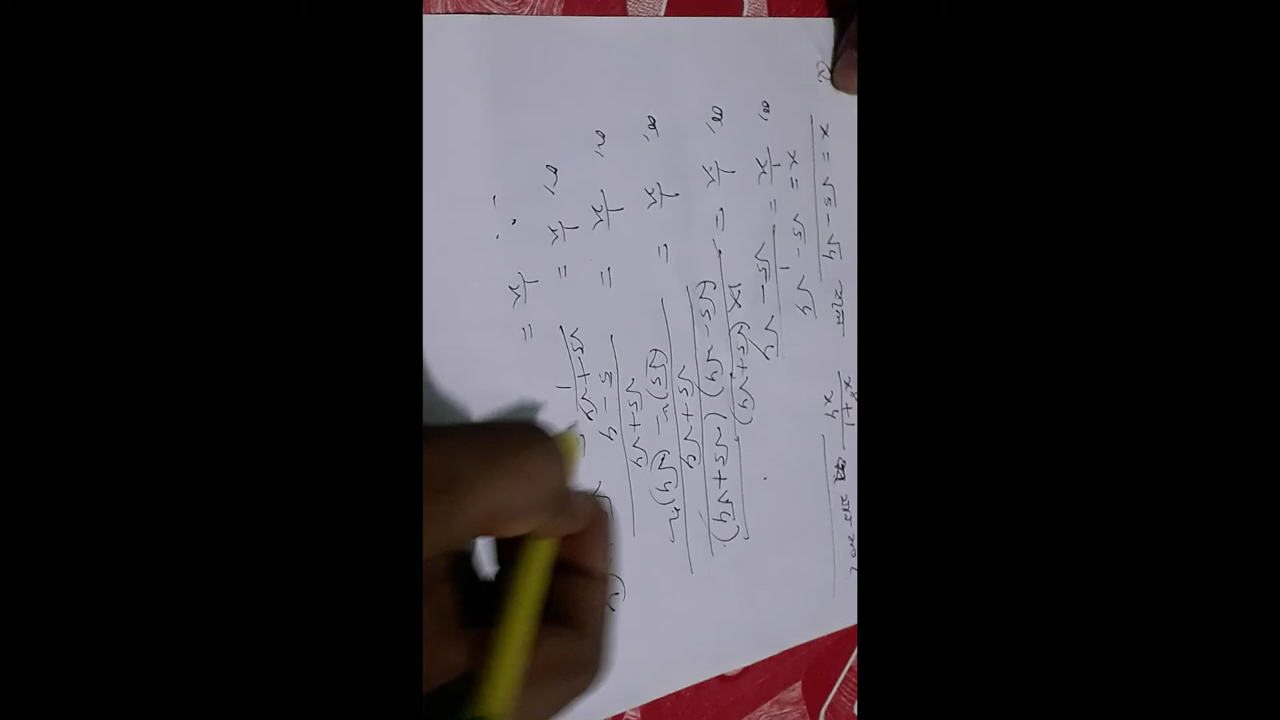 x = √5 - √4 হলে x⁸+1/x⁴ এর মান
x = √5 - √4
বা, 1/x = 1/(√5 - √4)
বা, 1/x = 1×(√5+√4)/(√5-√4)(√5+√4)
বা, 1/x = √5+√4/(√5)² - (√4)²
বা, 1/x = √5+√4/5-4
বা, 1/x = √5+√4/1 =
∴ 1/x =